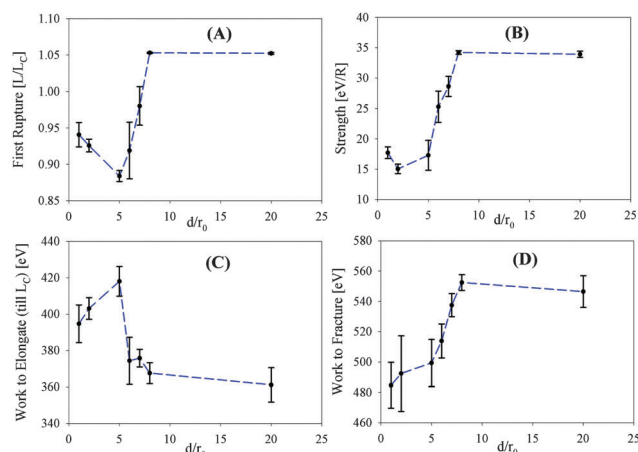 (A)
First Rupture [L/L_C]
1.10
1.05
1.00
0.95
0.90
0.85
0 5 10 15 20 25
d/r_0
(B)
Strength [eV/R]
40
35
30
25
20
15
10
0 5 10 15 20 25
d/r_0
(C)
Work to Elongate (till L_C) [eV]
440
420
400
380
360
340
0 5 10 15 20 25
d/r_0
(D)
Work to Fracture [eV]
580
560
540
520
500
480
460
0 5 10 15 20 25
d/r_0